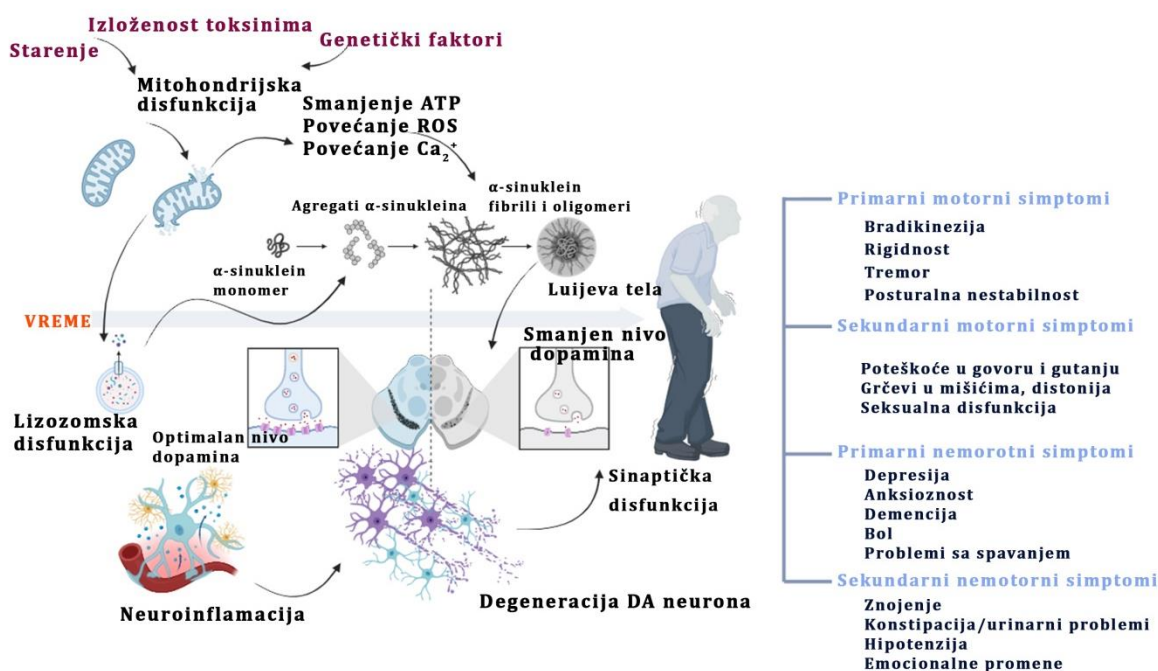 Izloženost toksinima
Starenje
Genetički faktori
Mitohondrijska
disfunkcija
Smanjenje ATP
Povećanje ROS
Povećanje Ca₂⁺
Agregati α-sinukleina
α-sinuklein
fibrili i oligomeri
α-sinuklein
monomer
Luijeva tela
VREME
Smanjen nivo
dopamina
Lizozomska
disfunkcija
Optimalan nivo
dopamina
Sinaptička
disfunkcija
Neuroinflamacija
Degeneracija DA neurona
Primarni motorni simptomi
Bradikinezija
Rigidnost
Tremor
Posturalna nestabilnost
Sekundarni motorni simptomi
Poteškoće u govoru i gutanju
Grčevi u mišićima, distonija
Seksualna disfunkcija
Primarni nemorotni simptomi
Depresija
Anksioznost
Demencija
Bol
Problemi sa spavanjem
Sekundarni nemotorni simptomi
Znojenje
Konstipacija/urinarni problemi
Hipotenzija
Emocionalne promene